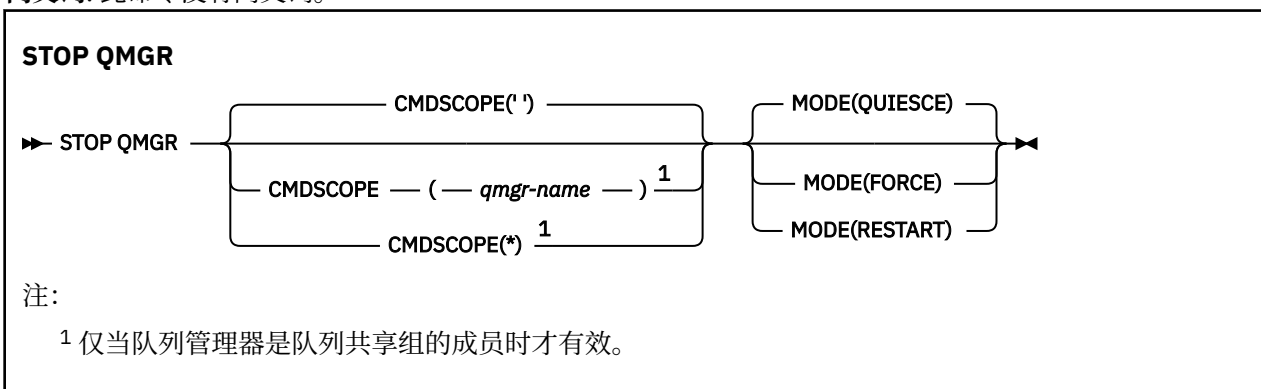 STOP QMGR
CMDSCOPE(' ')
MODE(QUIESCE)
STOP QMGR
CMDSCOPE ( qmgr-name ) 1
MODE(FORCE)
CMDSCOPE(*) 1
MODE(RESTART)
注：
1 仅当队列管理器是队列共享组的成员时才有效。